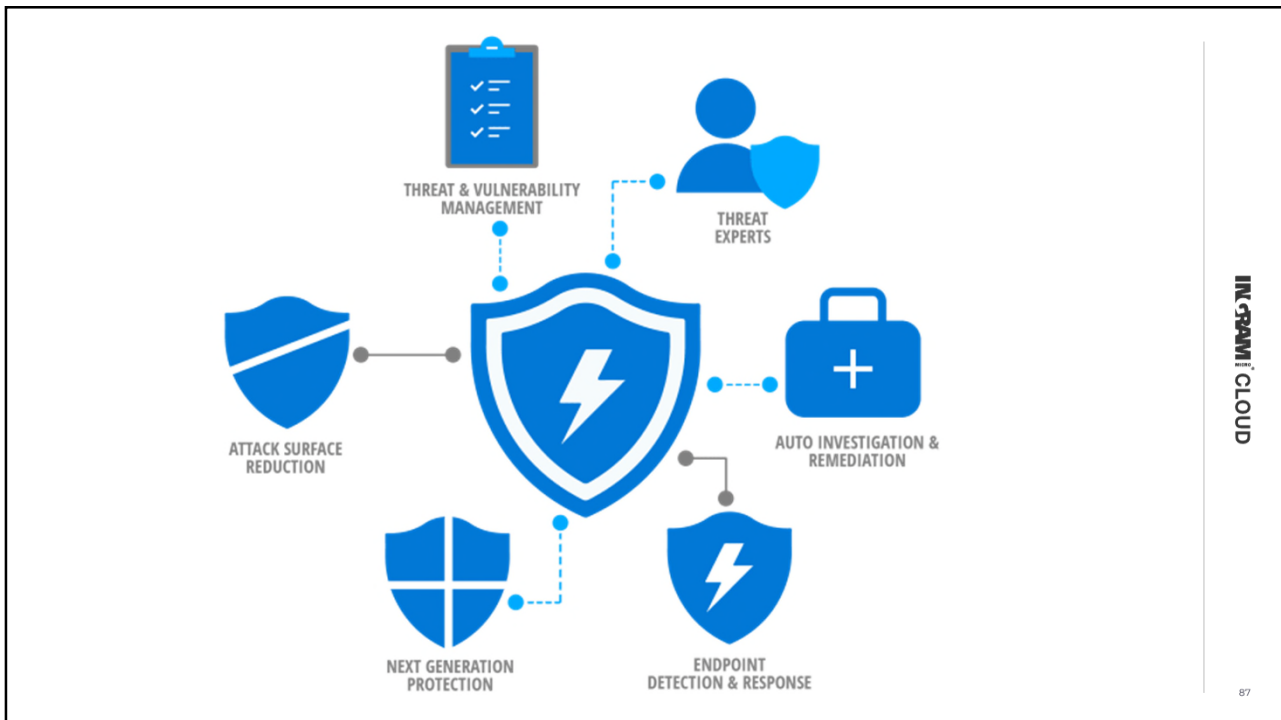 THREAT & VULNERABILITY
MANAGEMENT
THREAT
EXPERTS
ATTACK SURFACE
REDUCTION
AUTO INVESTIGATION &
REMEDIATION
NEXT GENERATION
PROTECTION
ENDPOINT
DETECTION & RESPONSE
INGRAM MICRO CLOUD
87